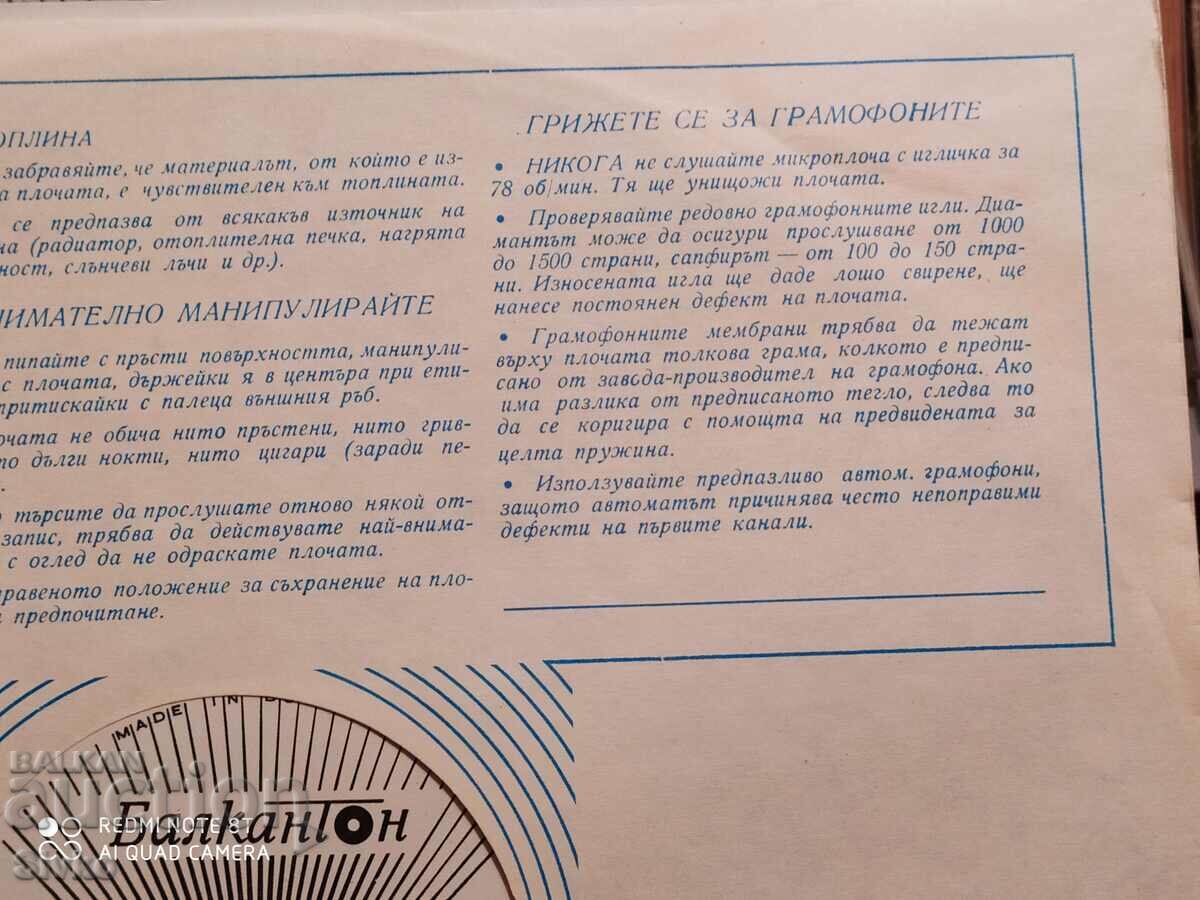 ОПЛИНА
забравяйте, че материалът, от който е из-
а плочата, е чувствителен към топлината.
се предпазва от всякакъв източник на
на (радиатор, отоплителна печка, нагрята
ност, слънчеви лъчи и др.).
НИМАТЕЛНО МАНИПУЛИРАЙТЕ
пипайте с пръсти повърхността, манипули-
с плочата, държейки я в центъра при ети-
притискайки с палеца външния ръб.
очата не обича нито пръстени, нито грив-
то дълги нокти, нито цигари (заради пе-
.
о търсите да прослушате отново някой от-
запис, трябва да действувате най-внима-
с оглед да не одраскате плочата.
равеното положение за съхранение на пло-
предпочитане.
ГРИЖЕТЕ СЕ ЗА ГРАМОФОНИТЕ
• НИКОГА не слушайте микроплоча с игличка за
78 об/мин. Тя ще унищожи плочата.
• Проверявайте редовно грамофонните игли. Диа-
мантът може да осигури прослушване от 1000
до 1500 страни, сапфирът — от 100 до 150 стра-
ни. Износената игла ще даде лошо свирене, ще
нанесе постоянен дефект на плочата.
• Грамофонните мембрани трябва да тежат
върху плочата толкова грама, колкото е предпи-
сано от завода-производител на грамофона. Ако
има разлика от предписаното тегло, следва то
да се коригира с помощта на предвидената за
целта пружина.
• Използувайте предпазливо автом. грамофони,
защото автоматът причинява често непоправими
дефекти на първите канали.
MADE IN
БалканТон
BALKAN
auction
REDMI NOTE 8T
AI QUAD CAMERA
sivko